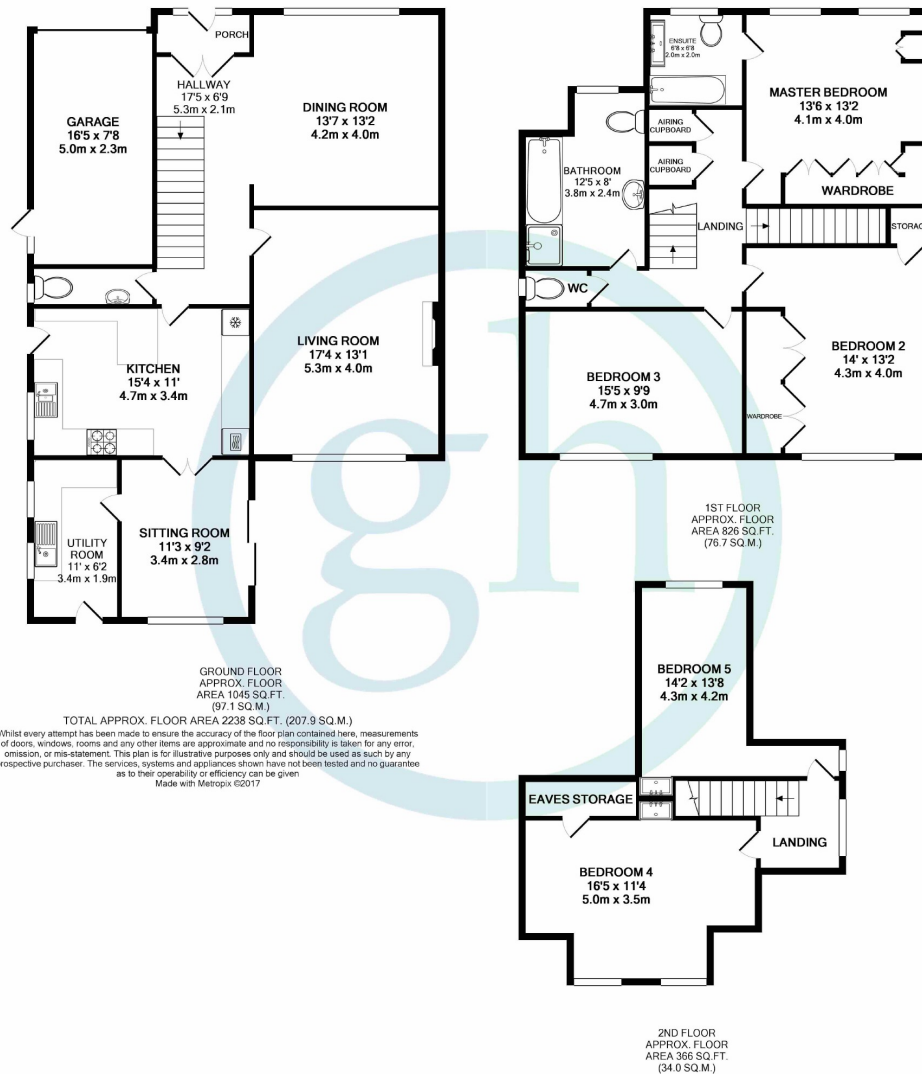 PORCH
HALLWAY
17'5 x 6'9
5.3m x 2.1m
GARAGE
16'5 x 7'8
5.0m x 2.3m
DINING ROOM
13'7 x 13'2
4.2m x 4.0m
KITCHEN
15'4 x 11'
4.7m x 3.4m
LIVING ROOM
17'4 x 13'1
5.3m x 4.0m
UTILITY
ROOM
11' x 6'2
3.4m x 1.9m
SITTING ROOM
11'3 x 9'2
3.4m x 2.8m
GROUND FLOOR
APPROX. FLOOR
AREA 1045 SQ.FT.
(97.1 SQ.M.)
TOTAL APPROX. FLOOR AREA 2238 SQ.FT. (207.9 SQ.M.)
Whilst every attempt has been made to ensure the accuracy of the floor plan contained here, measurements
of doors, windows, rooms and any other items are approximate and no responsibility is taken for any error,
omission, or mis-statement. This plan is for illustrative purposes only and should be used as such by any
prospective purchaser. The services, systems and appliances shown have not been tested and no guarantee
as to their operability or efficiency can be given
Made with Metropix ©2017
ENSUITE
6'8 x 6'8
2.0m x 2.0m
MASTER BEDROOM
13'6 x 13'2
4.1m x 4.0m
AIRING
CUPBOARD
AIRING
CUPBOARD
BATHROOM
12'5 x 8'
3.8m x 2.4m
WARDROBE
LANDING
STORAG
WC
BEDROOM 2
14' x 13'2
4.3m x 4.0m
WARDROBE
BEDROOM 3
15'5 x 9'9
4.7m x 3.0m
1ST FLOOR
APPROX. FLOOR
AREA 826 SQ.FT.
(76.7 SQ.M.)
BEDROOM 5
14'2 x 13'8
4.3m x 4.2m
EAVES STORAGE
LANDING
BEDROOM 4
16'5 x 11'4
5.0m x 3.5m
2ND FLOOR
APPROX. FLOOR
AREA 366 SQ.FT.
(34.0 SQ.M.)
gh